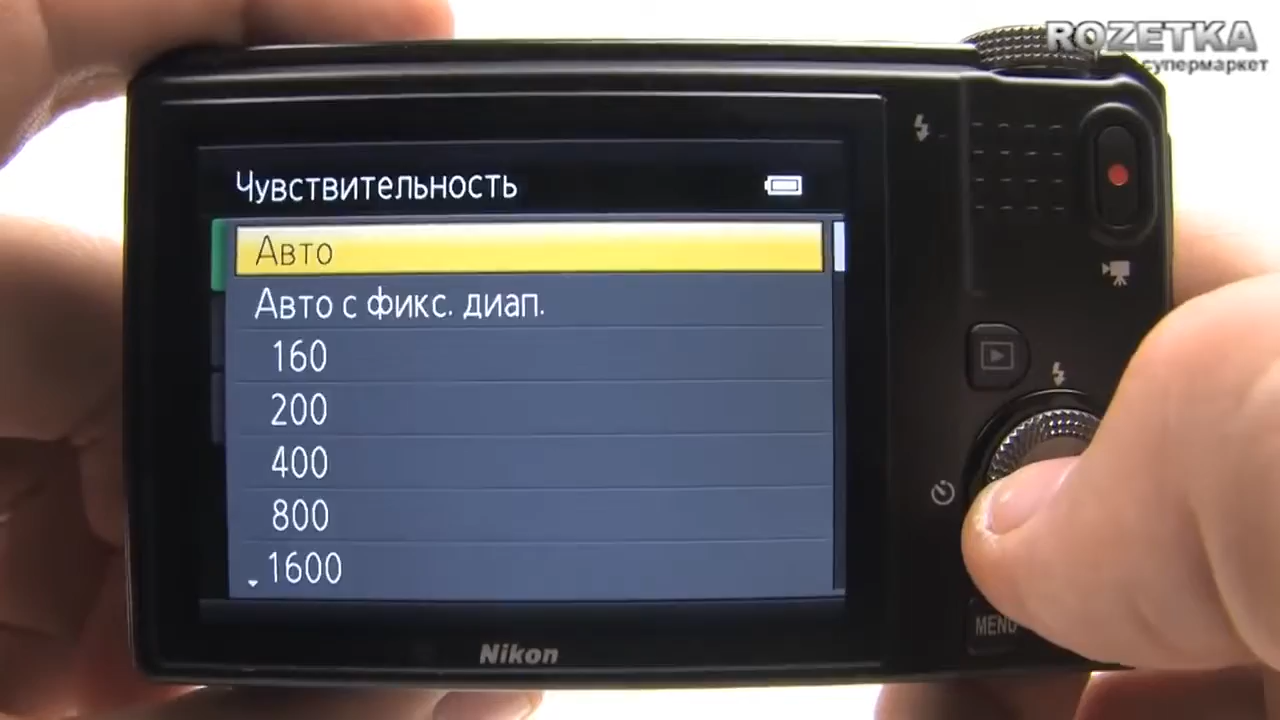 ROZETKA
супермаркет
Чувствительность
Авто
Авто с фикс. диап.
160
200
400
800
1600
MENU
Nikon